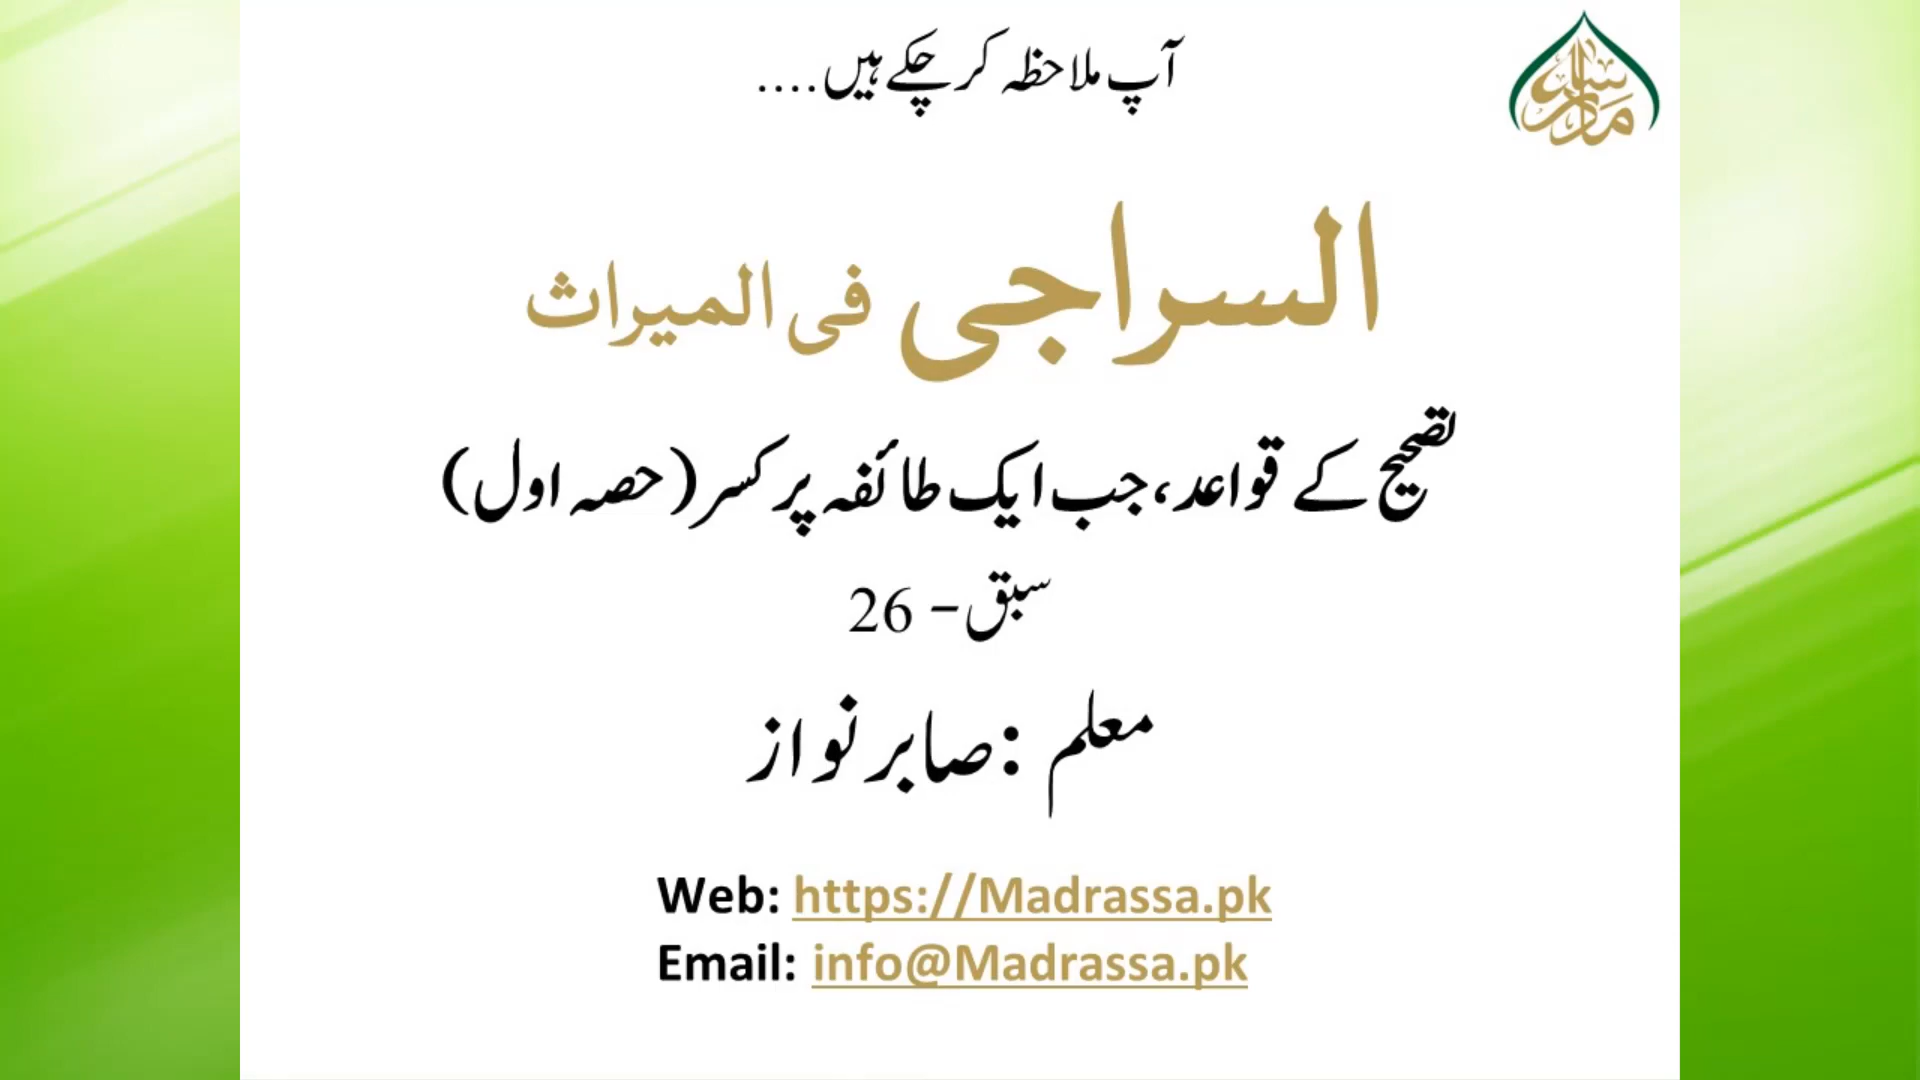 آپ ملاحظہ کر چکے ہیں....
مدرسہ
السراجی فی المیراث
تصحیح کے قواعد، جب ایک طائفہ پر کسر (حصہ اول)
سبق – 26
معلم : صابر نواز
Web: https://Madrassa.pk
Email: info@Madrassa.pk